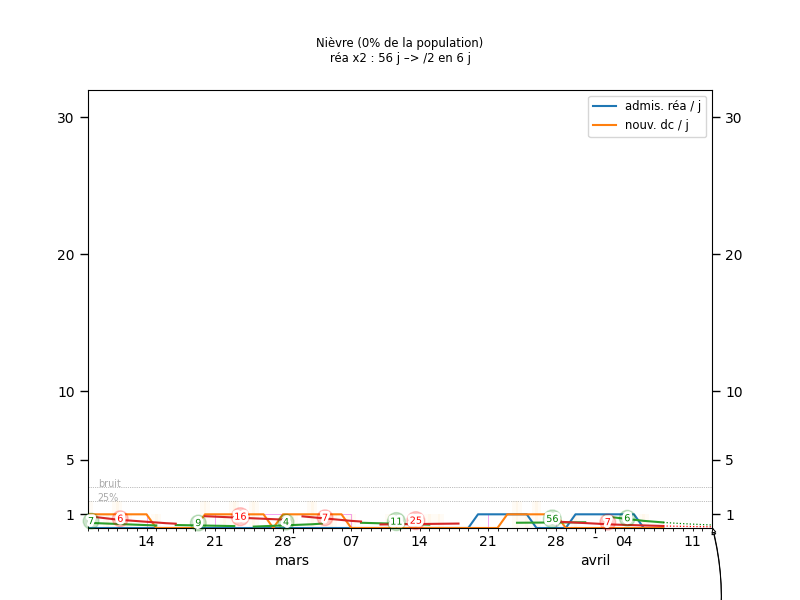 Nièvre (0% de la population)
réa x2 : 56 j –> /2 en 6 j
admis. réa / j
nouv. dc / j
30 30
20 20
10 10
5 5
bruit
25%
1 1
7 6 9 16 4 7 11 25 56 7 6
14 21 28 07 14 21 28 04 11
mars avril